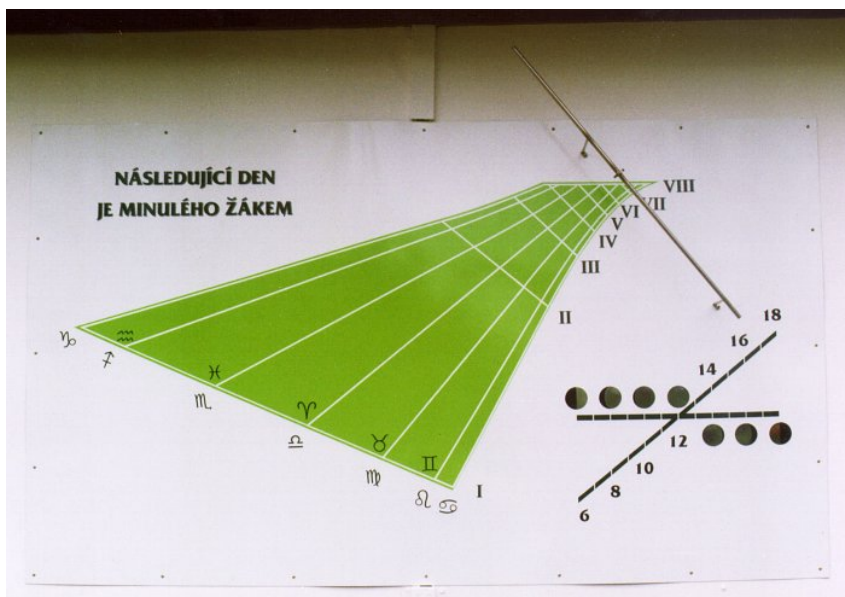 NÁSLEDUJÍCÍ DEN
JE MINULÉHO ŽÁKEM
VIII
VII
VI
V
IV
III
II
I
♑
♐ ♒
♏ ♓
♎ ♈
♍ ♉
♌ ♊
♋
18
16
14
12
10
8
6